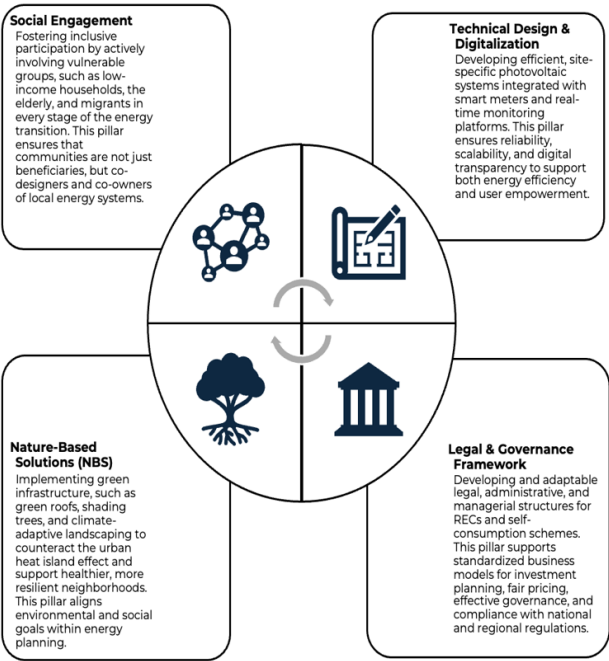 Social Engagement
Fostering inclusive
participation by actively
involving vulnerable
groups, such as low-
income households, the
elderly, and migrants in
every stage of the energy
transition. This pillar
ensures that
communities are not just
beneficiaries, but co-
designers and co-owners
of local energy systems.
Technical Design &
Digitalization
Developing efficient, site-
specific photovoltaic
systems integrated with
smart meters and real-
time monitoring
platforms. This pillar
ensures reliability,
scalability, and digital
transparency to support
both energy efficiency
and user empowerment.
Nature-Based
Solutions (NBS)
Implementing green
infrastructure, such as
green roofs, shading
trees, and climate-
adaptive landscaping to
counteract the urban
heat island effect and
support healthier, more
resilient neighborhoods.
This pillar aligns
environmental and social
goals within energy
planning.
Legal & Governance
Framework
Developing and adaptable
legal, administrative, and
managerial structures for
RECs and self-
consumption schemes.
This pillar supports
standardized business
models for investment
planning, fair pricing,
effective governance, and
compliance with national
and regional regulations.